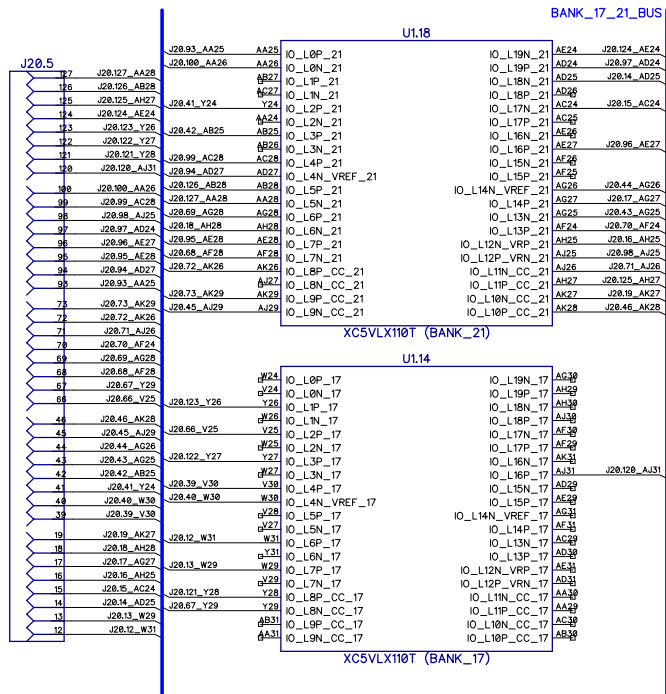 BANK_17_21_BUS
J20.5
127 J20.127_AA28
126 J20.126_AB28
125 J20.125_AH27
124 J20.124_AE24
123 J20.123_Y26
122 J20.122_Y27
121 J20.121_Y28
120 J20.120_AJ31
100 J20.100_AA26
99 J20.99_AC28
98 J20.98_AJ25
97 J20.97_AD24
96 J20.96_AE27
95 J20.95_AE28
94 J20.94_AD27
93 J20.93_AA25
73 J20.73_AK29
72 J20.72_AK26
71 J20.71_AJ26
70 J20.70_AF24
69 J20.69_AG28
68 J20.68_AF28
67 J20.67_Y29
66 J20.66_V25
46 J20.46_AK28
45 J20.45_AJ29
44 J20.44_AG26
43 J20.43_AG25
42 J20.42_AB25
41 J20.41_Y24
40 J20.40_W30
39 J20.39_V30
19 J20.19_AK27
18 J20.18_AH28
17 J20.17_AG27
16 J20.16_AH25
15 J20.15_AC24
14 J20.14_AD25
13 J20.13_W29
12 J20.12_W31
U1.18
J20.93_AA25 AA25 IO_L0P_21 IO_L19N_21 AE24 J20.124_AE24
J20.100_AA26 AA26 IO_L0N_21 IO_L19P_21 AD24 J20.97_AD24
AB27 IO_L1P_21 IO_L18N_21 AD25 J20.14_AD25
AC27 IO_L1N_21 IO_L18P_21 AD26
J20.41_Y24 Y24 IO_L2P_21 IO_L17N_21 AC24 J20.15_AC24
AA24 IO_L2N_21 IO_L17P_21 AC25
J20.42_AB25 AB25 IO_L3P_21 IO_L16N_21 AE26
AB26 IO_L3N_21 IO_L16P_21 AE27 J20.96_AE27
J20.99_AC28 AC28 IO_L4P_21 IO_L15N_21 AF26
J20.94_AD27 AD27 IO_L4N_VREF_21 IO_L15P_21 AF25
J20.126_AB28 AB28 IO_L5P_21 IO_L14N_VREF_21 AG26 J20.44_AG26
J20.127_AA28 AA28 IO_L5N_21 IO_L14P_21 AG27 J20.17_AG27
J20.69_AG28 AG28 IO_L6P_21 IO_L13N_21 AG25 J20.43_AG25
J20.18_AH28 AH28 IO_L6N_21 IO_L13P_21 AF24 J20.70_AF24
J20.95_AE28 AE28 IO_L7P_21 IO_L12N_VRP_21 AH25 J20.16_AH25
J20.68_AF28 AF28 IO_L7N_21 IO_L12P_VRN_21 AJ25 J20.98_AJ25
J20.72_AK26 AK26 IO_L8P_CC_21 IO_L11N_CC_21 AJ26 J20.71_AJ26
AJ27 IO_L8N_CC_21 IO_L11P_CC_21 AH27 J20.125_AH27
J20.73_AK29 AK29 IO_L9P_CC_21 IO_L10N_CC_21 AK27 J20.19_AK27
J20.45_AJ29 AJ29 IO_L9N_CC_21 IO_L10P_CC_21 AK28 J20.46_AK28
XC5VLX110T (BANK_21)
U1.14
W24 IO_L0P_17 IO_L19N_17 AG30
V24 IO_L0N_17 IO_L19P_17 AH29
J20.123_Y26 Y26 IO_L1P_17 IO_L18N_17 AH30
W26 IO_L1N_17 IO_L18P_17 AJ30
J20.66_V25 V25 IO_L2P_17 IO_L17N_17 AF30
W25 IO_L2N_17 IO_L17P_17 AF29
J20.122_Y27 Y27 IO_L3P_17 IO_L16N_17 AK31
W27 IO_L3N_17 IO_L16P_17 AJ31 J20.120_AJ31
J20.39_V30 V30 IO_L4P_17 IO_L15N_17 AD29
J20.40_W30 W30 IO_L4N_VREF_17 IO_L15P_17 AE29
V28 IO_L5P_17 IO_L14N_VREF_17 AG31
V27 IO_L5N_17 IO_L14P_17 AF31
J20.12_W31 W31 IO_L6P_17 IO_L13N_17 AC29
Y31 IO_L6N_17 IO_L13P_17 AD30
J20.13_W29 W29 IO_L7P_17 IO_L12N_VRP_17 AE31
V29 IO_L7N_17 IO_L12P_VRN_17 AD31
J20.121_Y28 Y28 IO_L8P_CC_17 IO_L11N_CC_17 AA30
J20.67_Y29 Y29 IO_L8N_CC_17 IO_L11P_CC_17 AA29
AB31 IO_L9P_CC_17 IO_L10N_CC_17 AC30
AA31 IO_L9N_CC_17 IO_L10P_CC_17 AB30
XC5VLX110T (BANK_17)